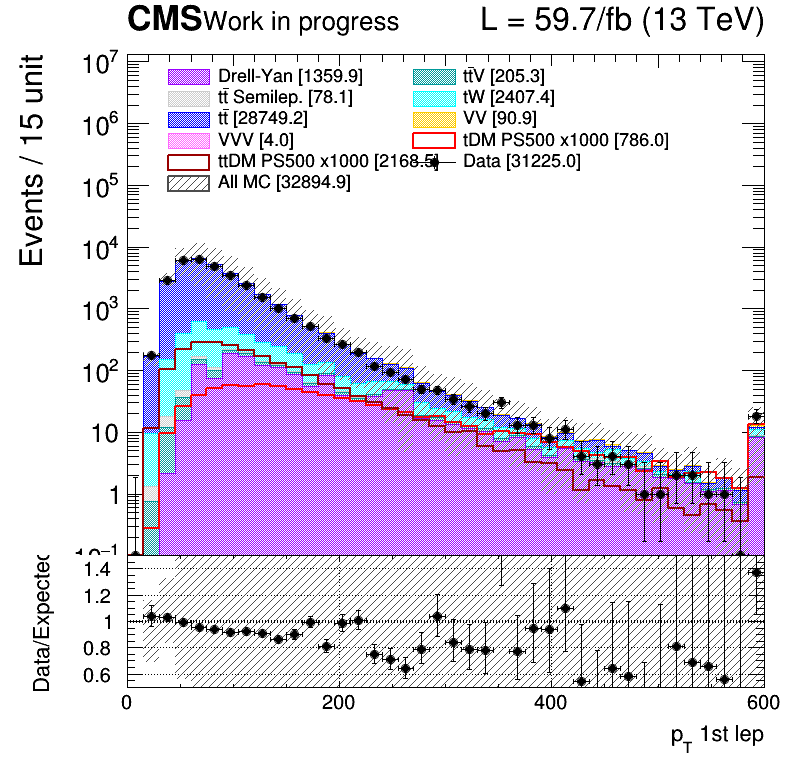 CMS Work in progress L = 59.7/fb (13 TeV)
Events / 15 unit
10⁷
10⁶
10⁵
10⁴
10³
10²
10
1
10⁻¹
Drell-Yan [1359.9]
tt̄V [205.3]
tt̄ Semilep. [78.1]
tW [2407.4]
tt̄ [28749.2]
VV [90.9]
VVV [4.0]
tDM PS500 x1000 [786.0]
ttDM PS500 x1000 [2168.5]
Data [31225.0]
All MC [32894.9]
Data/Expected
1.4
1.2
1
0.8
0.6
0 200 400 600
p_T 1st lep